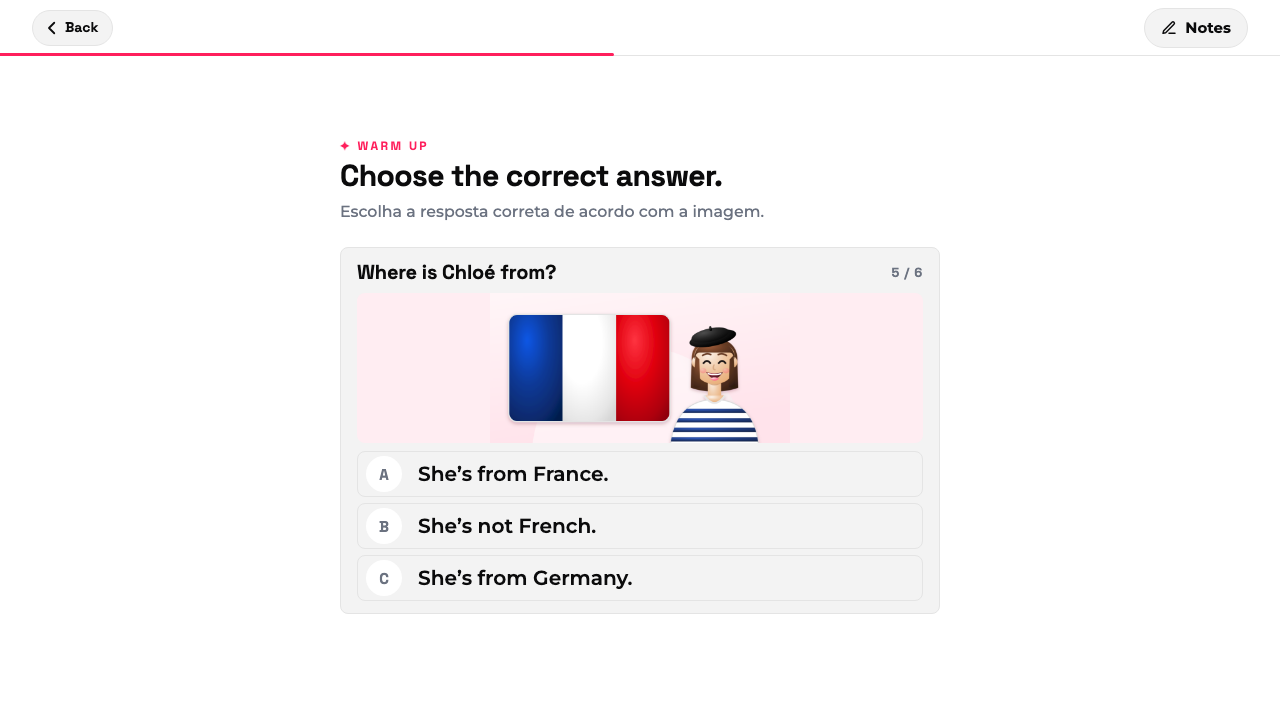 Back
Notes
✦ WARM UP
Choose the correct answer.
Escolha a resposta correta de acordo com a imagem.
Where is Chloé from?
5 / 6
A She’s from France.
B She’s not French.
C She’s from Germany.